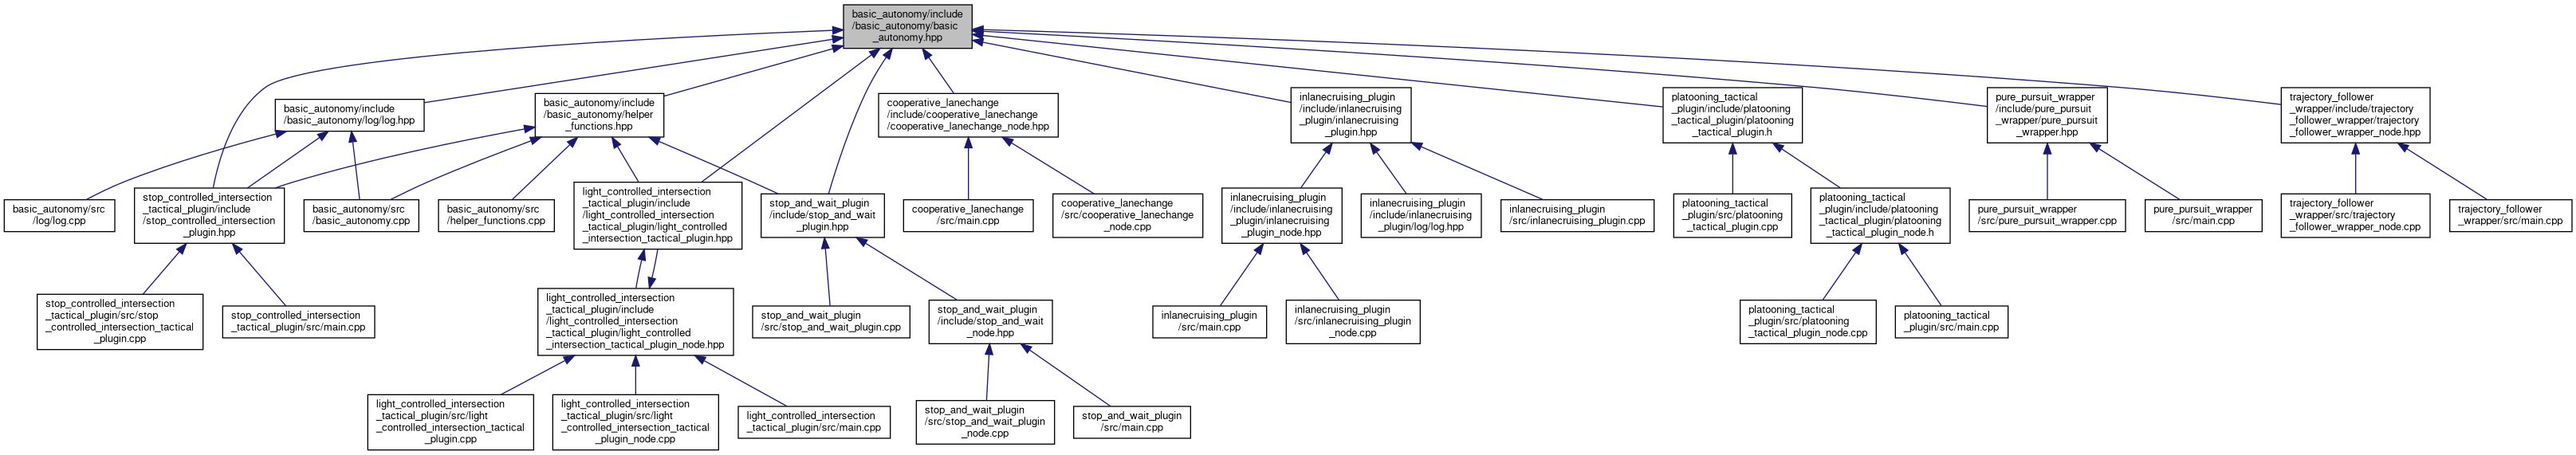 basic_autonomy/include
/basic_autonomy/basic
_autonomy.hpp
basic_autonomy/include
/basic_autonomy/log/log.hpp
basic_autonomy/include
/basic_autonomy/helper
_functions.hpp
cooperative_lanechange
/include/cooperative_lanechange
/cooperative_lanechange_node.hpp
inlanecruising_plugin
/include/inlanecruising
_plugin/inlanecruising
_plugin.hpp
platooning_tactical
_plugin/include/platooning
_tactical_plugin/platooning
_tactical_plugin.h
pure_pursuit_wrapper
/include/pure_pursuit
_wrapper/pure_pursuit
_wrapper.hpp
trajectory_follower
_wrapper/include/trajectory
_follower_wrapper/trajectory
_follower_wrapper_node.hpp
basic_autonomy/src
/log/log.cpp
stop_controlled_intersection
_tactical_plugin/include
/stop_controlled_intersection
_plugin.hpp
basic_autonomy/src
/basic_autonomy.cpp
basic_autonomy/src
/helper_functions.cpp
light_controlled_intersection
_tactical_plugin/include
/light_controlled_intersection
_tactical_plugin/light_controlled
_intersection_tactical_plugin.hpp
stop_and_wait_plugin
/include/stop_and_wait
_plugin.hpp
cooperative_lanechange
/src/main.cpp
cooperative_lanechange
/src/cooperative_lanechange
_node.cpp
inlanecruising_plugin
/include/inlanecruising
_plugin/inlanecruising
_plugin_node.hpp
inlanecruising_plugin
/include/inlanecruising
_plugin/log/log.hpp
inlanecruising_plugin
/src/inlanecruising_plugin.cpp
platooning_tactical
_plugin/src/platooning
_tactical_plugin.cpp
platooning_tactical
_plugin/include/platooning
_tactical_plugin/platooning
_tactical_plugin_node.h
pure_pursuit_wrapper
/src/pure_pursuit_wrapper.cpp
pure_pursuit_wrapper
/src/main.cpp
trajectory_follower
_wrapper/src/trajectory
_follower_wrapper_node.cpp
trajectory_follower
_wrapper/src/main.cpp
stop_controlled_intersection
_tactical_plugin/src/stop
_controlled_intersection_tactical
_plugin.cpp
stop_controlled_intersection
_tactical_plugin/src/main.cpp
light_controlled_intersection
_tactical_plugin/include
/light_controlled_intersection
_tactical_plugin/light_controlled
_intersection_tactical_plugin_node.hpp
stop_and_wait_plugin
/src/stop_and_wait_plugin.cpp
stop_and_wait_plugin
/include/stop_and_wait
_node.hpp
inlanecruising_plugin
/src/main.cpp
inlanecruising_plugin
/src/inlanecruising_plugin
_node.cpp
platooning_tactical
_plugin/src/platooning
_tactical_plugin_node.cpp
platooning_tactical
_plugin/src/main.cpp
light_controlled_intersection
_tactical_plugin/src/light
_controlled_intersection_tactical
_plugin.cpp
light_controlled_intersection
_tactical_plugin/src/light
_controlled_intersection_tactical
_plugin_node.cpp
light_controlled_intersection
_tactical_plugin/src/main.cpp
stop_and_wait_plugin
/src/stop_and_wait_plugin
_node.cpp
stop_and_wait_plugin
/src/main.cpp